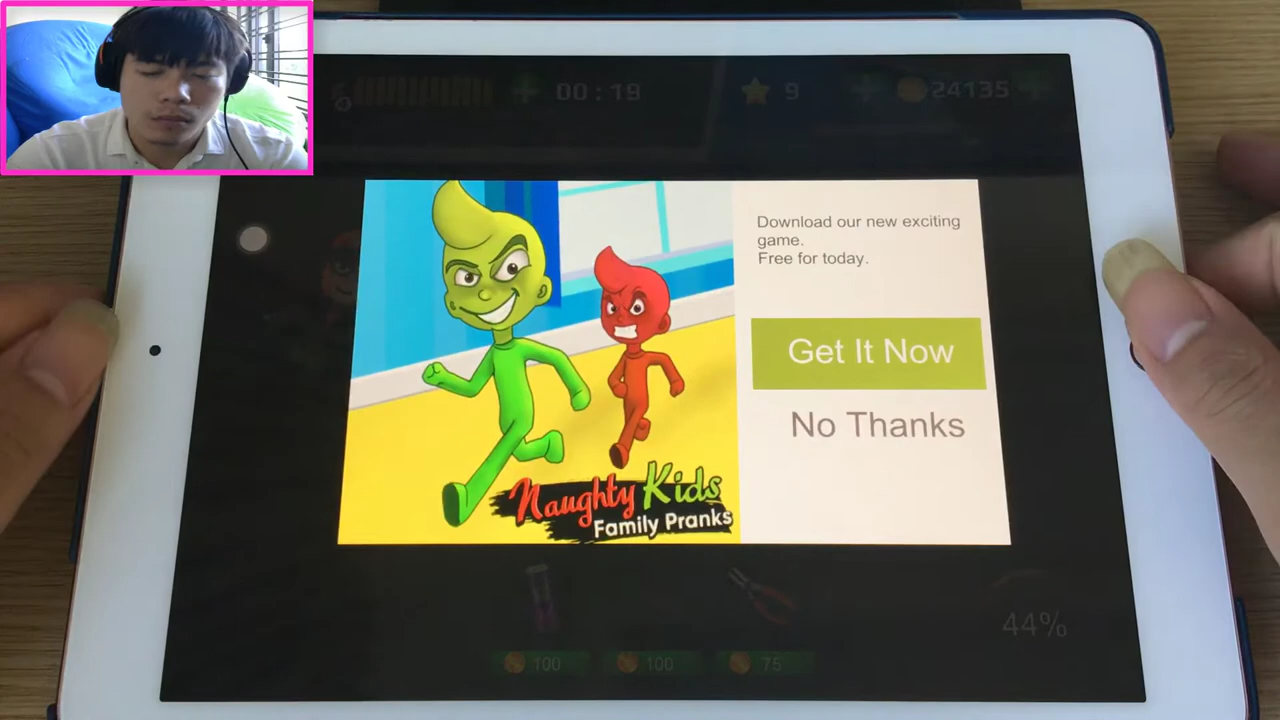 00 : 19
9
24135
Download our new exciting
game.
Free for today.
Get It Now
No Thanks
Naughty Kids
Family Pranks
44%
100
100
75